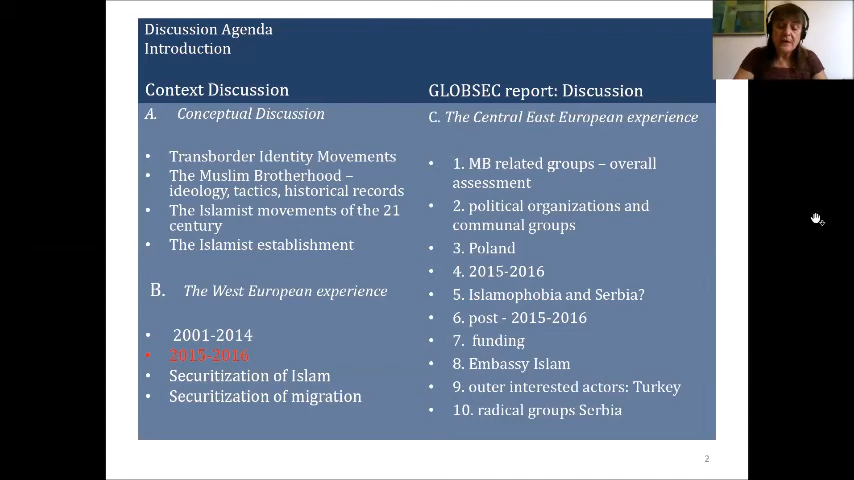 Discussion Agenda
Introduction
Context Discussion
A. Conceptual Discussion
• Transborder Identity Movements
• The Muslim Brotherhood –
ideology, tactics, historical records
• The Islamist movements of the 21
century
• The Islamist establishment
B. The West European experience
• 2001-2014
• 2015-2016
• Securitization of Islam
• Securitization of migration
GLOBSEC report: Discussion
C. The Central East European experience
• 1. MB related groups – overall
assessment
• 2. political organizations and
communal groups
• 3. Poland
• 4. 2015-2016
• 5. Islamophobia and Serbia?
• 6. post - 2015-2016
• 7. funding
• 8. Embassy Islam
• 9. outer interested actors: Turkey
• 10. radical groups Serbia
2